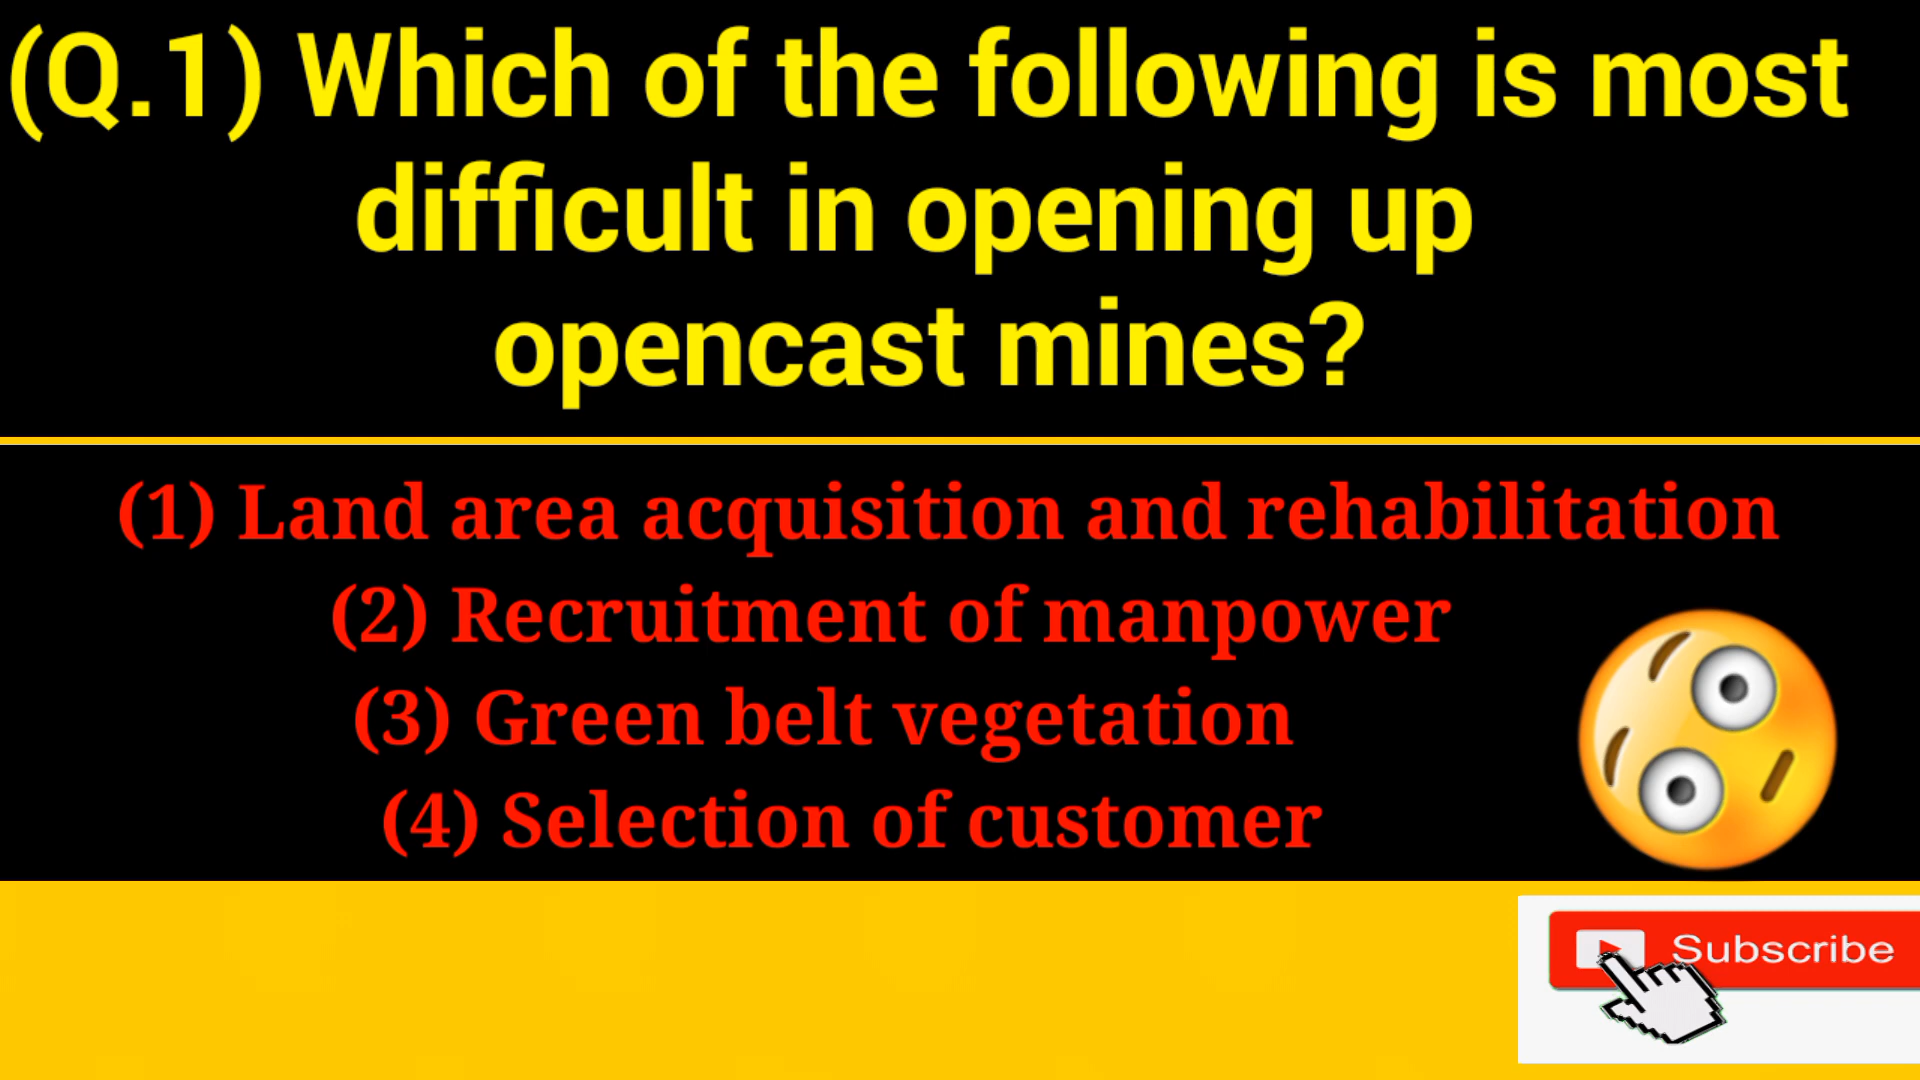 (Q.1) Which of the following is most
difficult in opening up
opencast mines?
(1) Land area acquisition and rehabilitation
(2) Recruitment of manpower
(3) Green belt vegetation
(4) Selection of customer
Subscribe